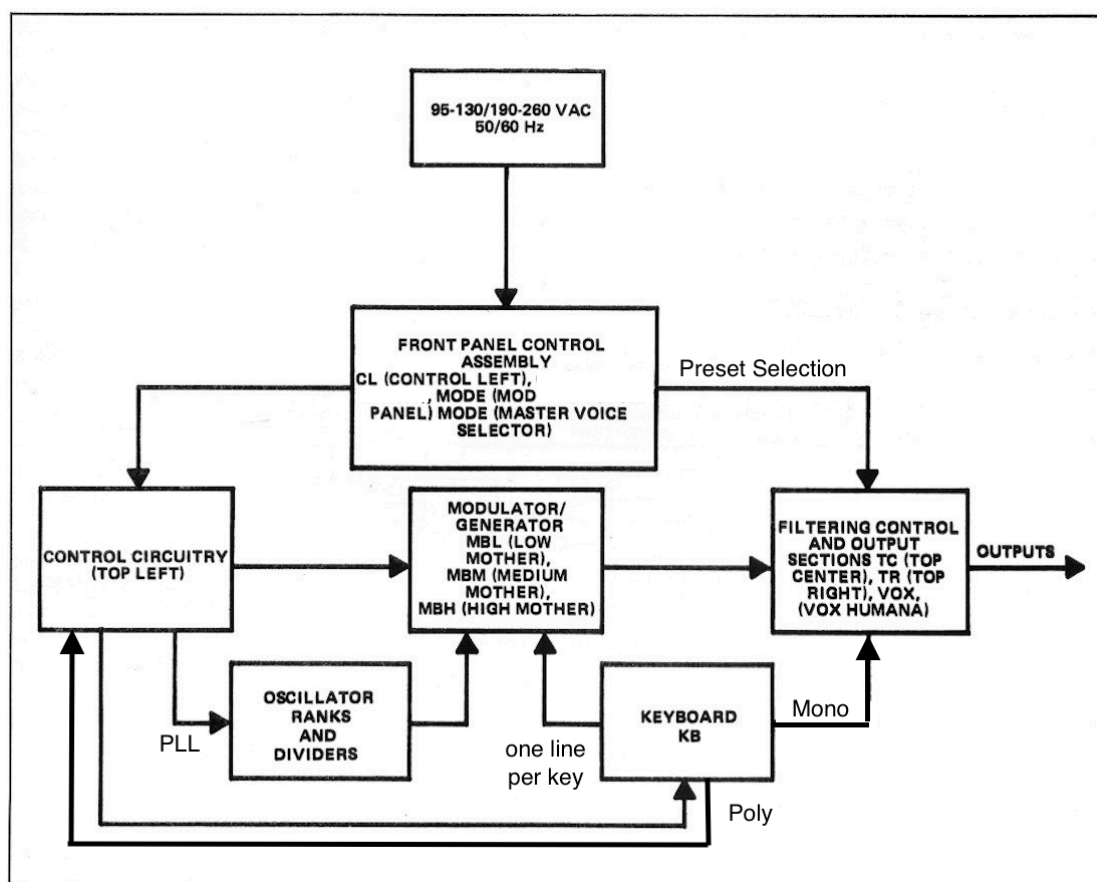 95-130/190-260 VAC
50/60 Hz
FRONT PANEL CONTROL
ASSEMBLY
CL (CONTROL LEFT),
, MODE (MOD
PANEL) MODE (MASTER VOICE
SELECTOR)
Preset Selection
CONTROL CIRCUITRY
(TOP LEFT)
MODULATOR/
GENERATOR
MBL (LOW
MOTHER),
MBM (MEDIUM
MOTHER),
MBH (HIGH MOTHER)
FILTERING CONTROL
AND OUTPUT
SECTIONS TC (TOP
CENTER), TR (TOP
RIGHT), VOX,
(VOX HUMANA)
OUTPUTS
PLL
OSCILLATOR
RANKS
AND
DIVIDERS
one line
per key
KEYBOARD
KB
Mono
Poly